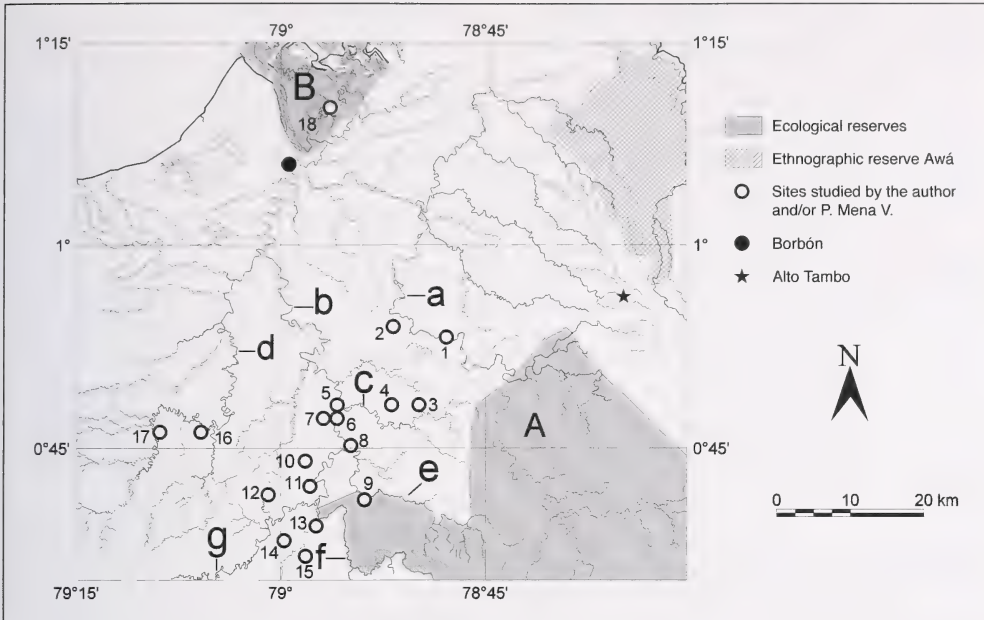 79°
78°45'
1°15'
1°15'
B
18
Ecological reserves
Ethnographic reserve Awá
Sites studied by the author
and/or P. Mena V.
Borbón
Alto Tambo
1°
1°
a
b
2
1
d
N
c
5
4
3
7
6
A
17
16
8
0°45'
0°45'
10
e
11
12
9
0 10 20 km
13
g
14
f
15
79°15'
79°
78°45'